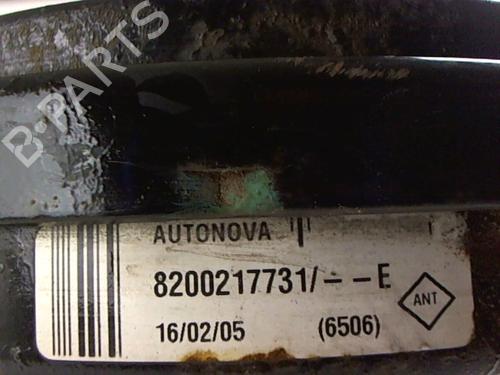 B-PARTS
AUTONOVA
8200217731/---E
ANT
16/02/05 (6506)